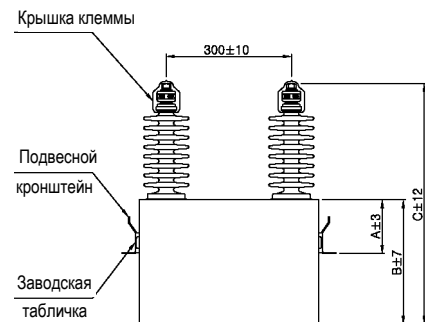 Крышка клеммы
300±10
Подвесной
кронштейн
Заводская
табличка
A±3
B±7
C±12